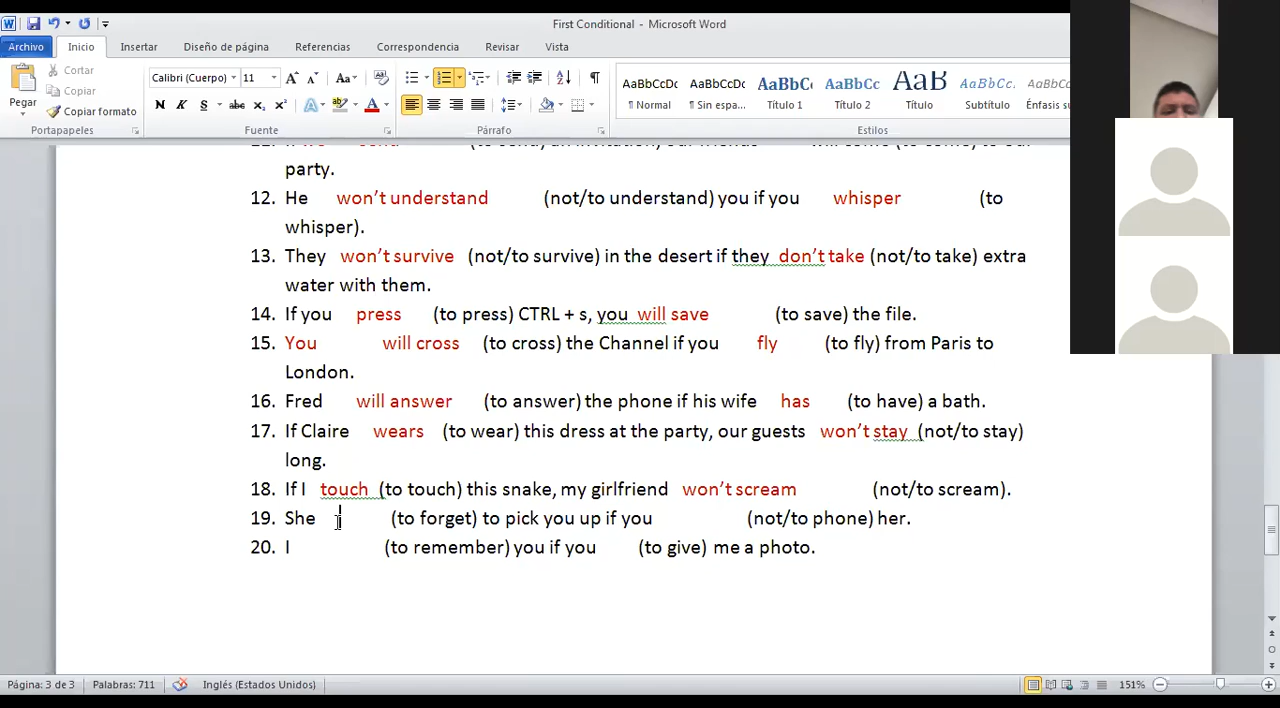 First Conditional - Microsoft Word
Archivo Inicio Insertar Diseño de página Referencias Correspondencia Revisar Vista
Pegar
Cortar
Copiar
Copiar formato
Portapapeles
Calibri (Cuerpo) 11
Fuente
Párrafo
AaBbCcDc AaBbCcDc AaBbCc AaBbCc AaB AaBbCc. AaBbCcDc
¶ Normal ¶ Sin espa... Título 1 Título 2 Título Subtítulo Énfasis su
Estilos
party.
12. He won't understand (not/to understand) you if you whisper (to
whisper).
13. They won't survive (not/to survive) in the desert if they don't take (not/to take) extra
water with them.
14. If you press (to press) CTRL + s, you will save (to save) the file.
15. You will cross (to cross) the Channel if you fly (to fly) from Paris to
London.
16. Fred will answer (to answer) the phone if his wife has (to have) a bath.
17. If Claire wears (to wear) this dress at the party, our guests won't stay (not/to stay)
long.
18. If I touch (to touch) this snake, my girlfriend won't scream (not/to scream).
19. She (to forget) to pick you up if you (not/to phone) her.
20. I (to remember) you if you (to give) me a photo.
Página: 3 de 3 Palabras: 711 Inglés (Estados Unidos) 151%